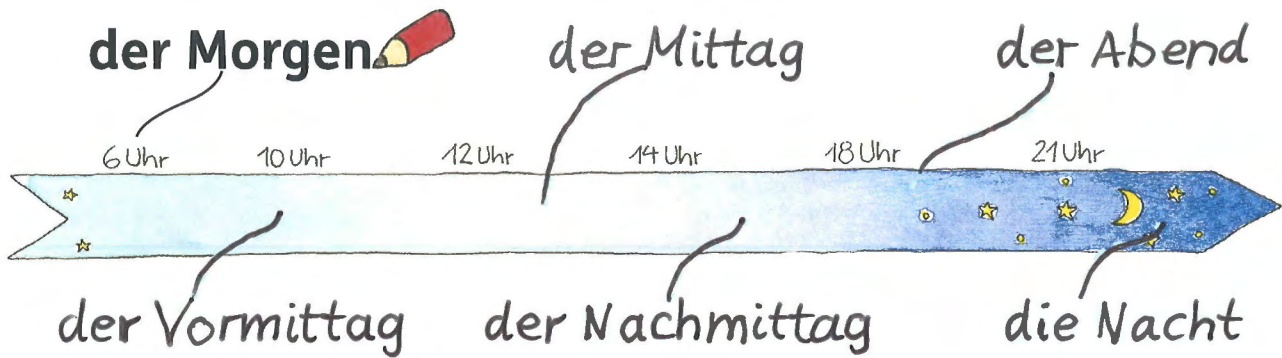 der Morgen der Mittag der Abend
6 Uhr 10 Uhr 12 Uhr 14 Uhr 18 Uhr 21 Uhr
der Vormittag der Nachmittag die Nacht